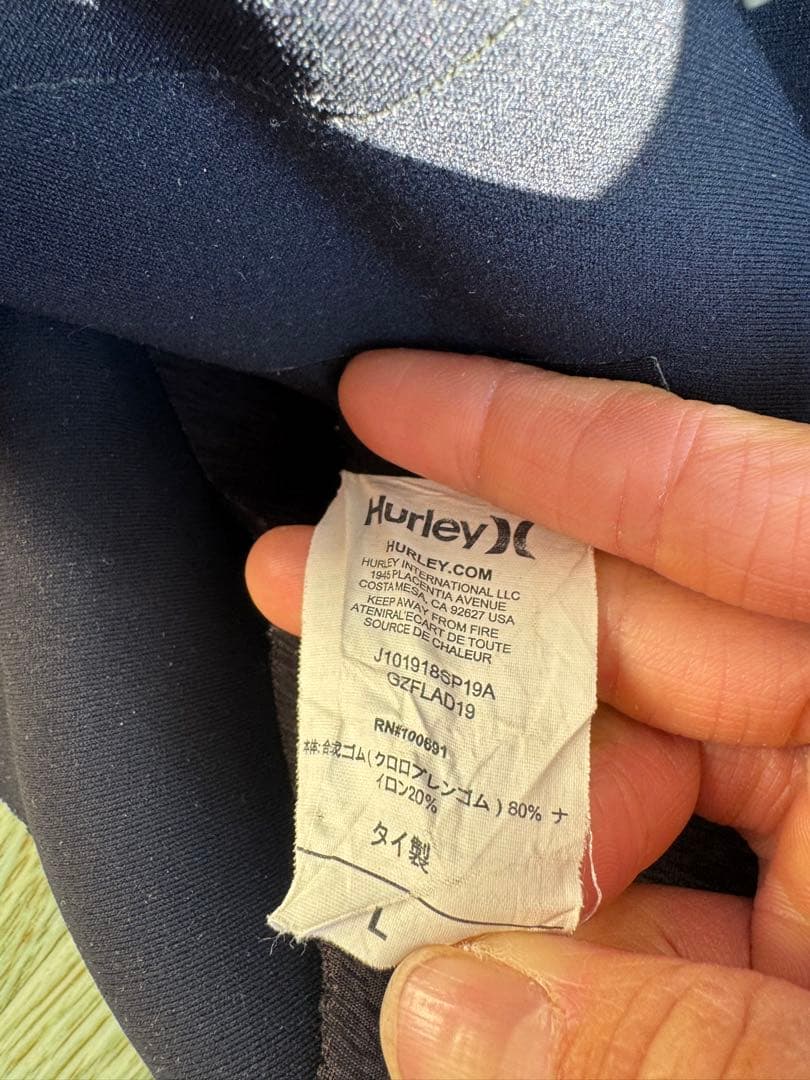 Hurley
HURLEY.COM
HURLEY INTERNATIONAL LLC
1945 PLACENTIA AVENUE
COSTA MESA, CA 92627 USA
KEEP AWAY FROM FIRE
ATENIRAL'ECART DE TOUTE
SOURCE DE CHALEUR
J101918SP19A
GZFLAD19
RN#100691
本体:合成ゴム(クロロプレンゴム)80% ナ
イロン20%
タイ製
L